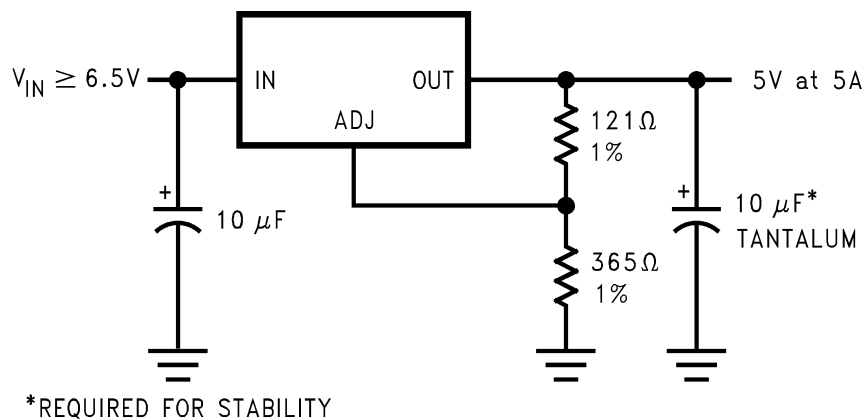 V_IN ≥ 6.5V
IN
OUT
ADJ
5V at 5A
121Ω
1%
+
10 μF
+
10 μF*
TANTALUM
365Ω
1%
*REQUIRED FOR STABILITY